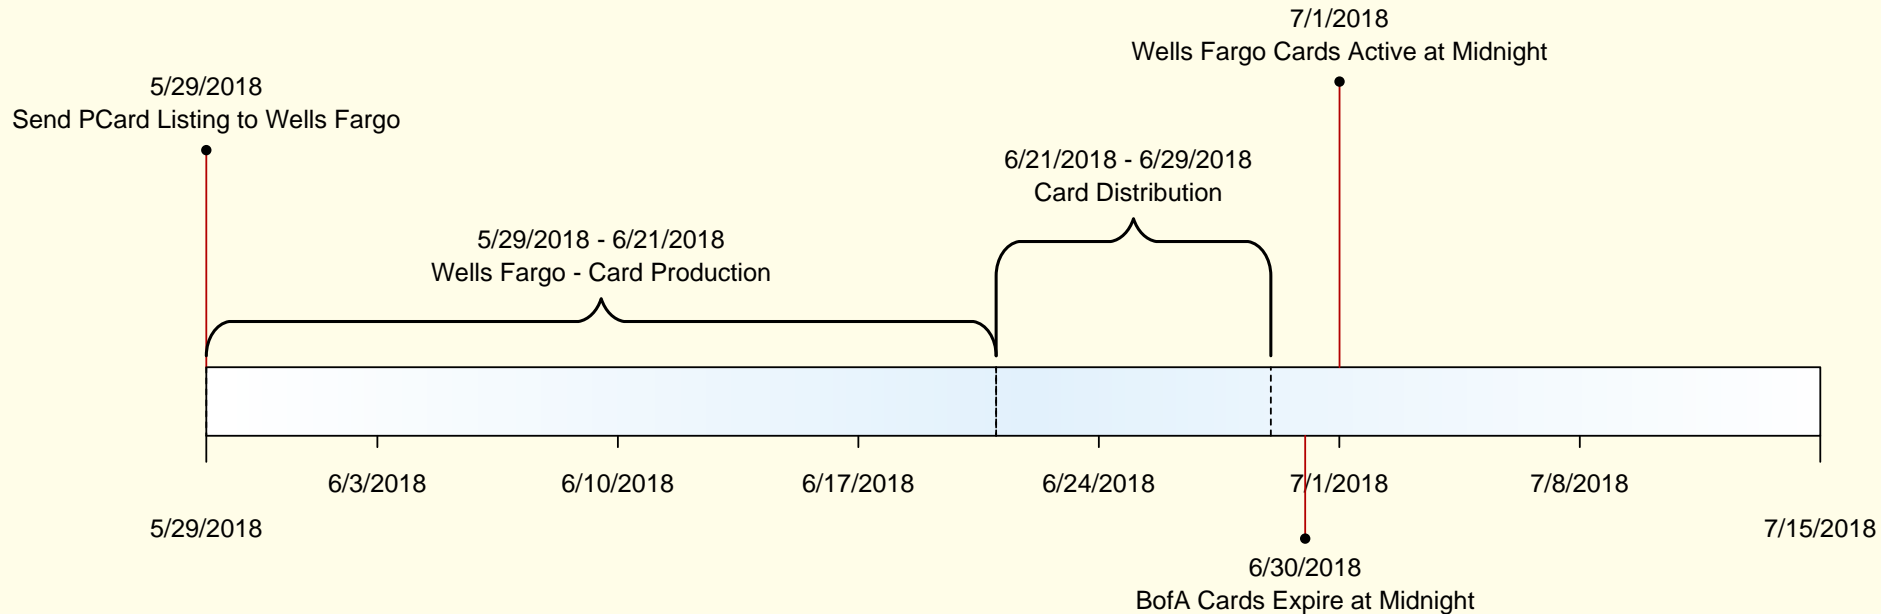 7/1/2018
Wells Fargo Cards Active at Midnight
5/29/2018
Send PCard Listing to Wells Fargo
6/21/2018 - 6/29/2018
Card Distribution
5/29/2018 - 6/21/2018
Wells Fargo - Card Production
6/3/2018
6/10/2018
6/17/2018
6/24/2018
7/1/2018
7/8/2018
5/29/2018
7/15/2018
6/30/2018
BofA Cards Expire at Midnight